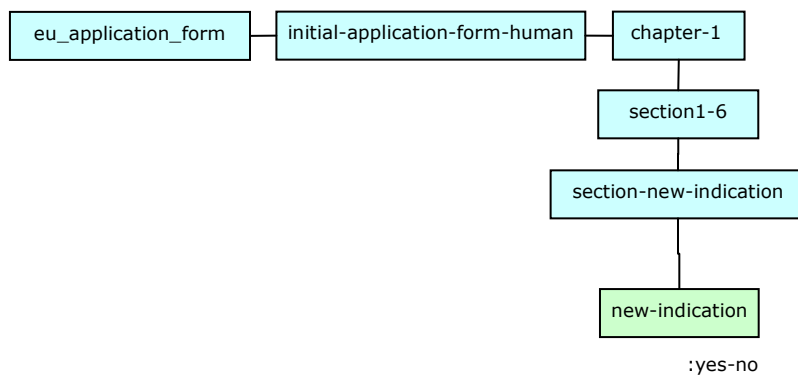 eu_application_form
initial-application-form-human
chapter-1
section1-6
section-new-indication
new-indication
:yes-no